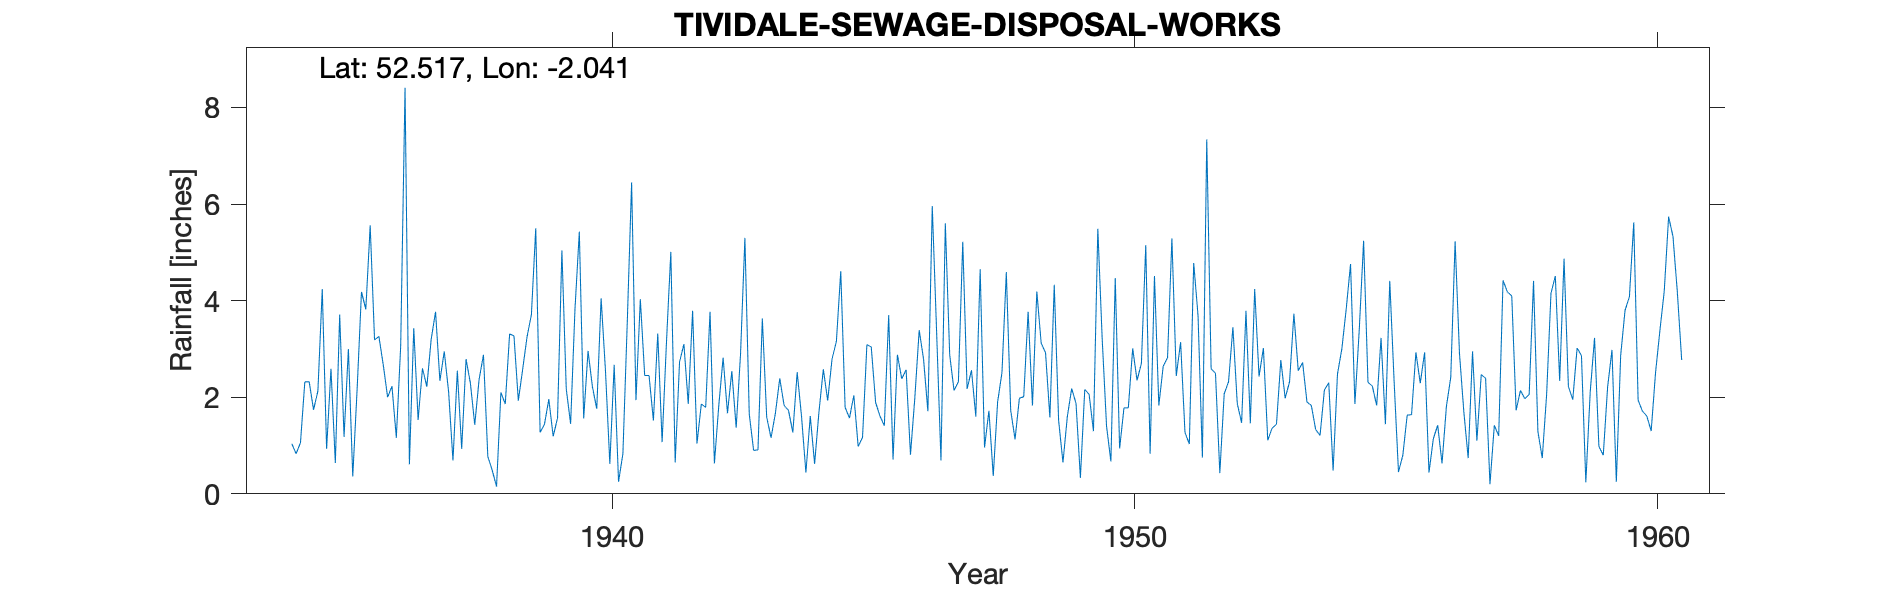 TIVIDALE-SEWAGE-DISPOSAL-WORKS
Lat: 52.517, Lon: -2.041
8
6
4
2
0
Rainfall [inches]
1940 1950 1960
Year